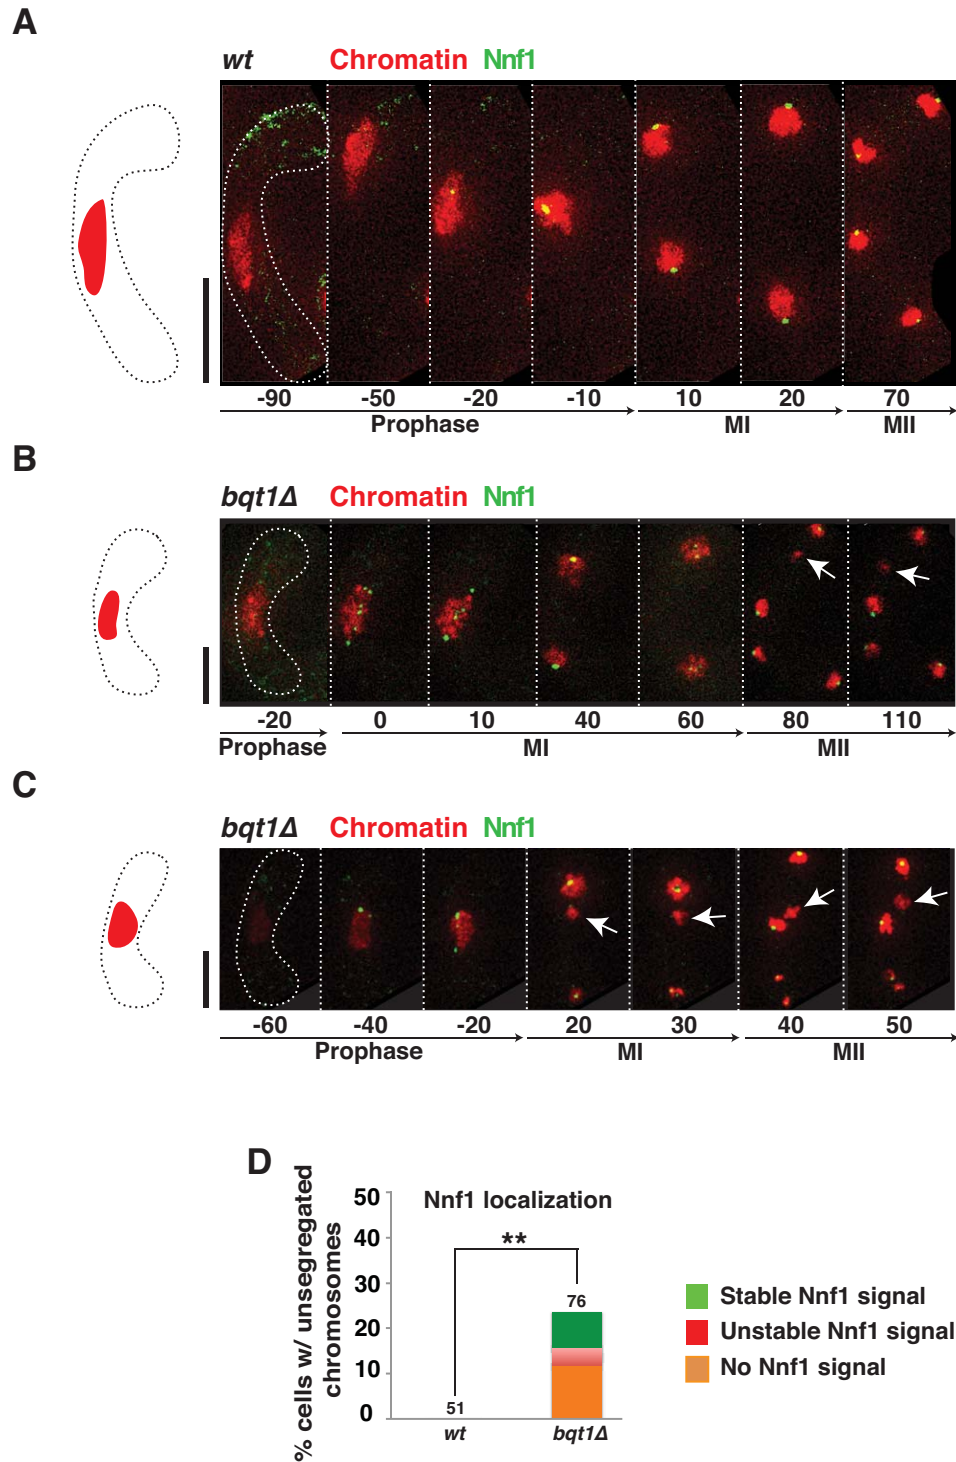 A
wt Chromatin Nnf1
-90 -50 -20 -10 10 20 70
Prophase MI MII
B
bqt1Δ Chromatin Nnf1
-20 0 10 40 60 80 110
Prophase MI MII
C
bqt1Δ Chromatin Nnf1
-60 -40 -20 20 30 40 50
Prophase MI MII
D
% cells w/ unsegregated
chromosomes
Nnf1 localization
50
40
30
20
10
0
**
76
51
wt bqt1Δ
Stable Nnf1 signal
Unstable Nnf1 signal
No Nnf1 signal